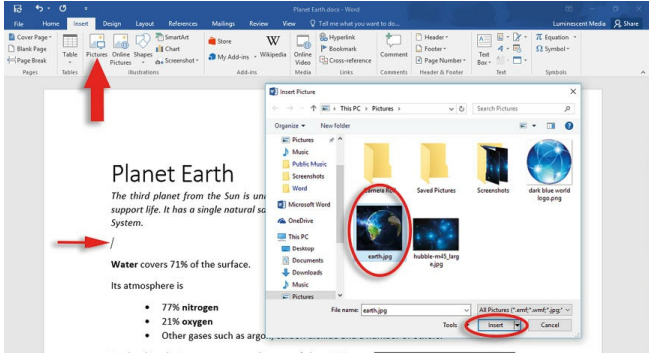 Planet Earth.docx - Word
File Home Insert Design Layout References Mailings Review View Tell me what you want to do... Luminescent Media Share
Cover Page
Blank Page
Page Break
Table
Pictures
Online Pictures
Shapes
SmartArt
Chart
Screenshot
Store
My Add-ins
Wikipedia
Online Video
Hyperlink
Bookmark
Cross-reference
Comment
Header
Footer
Page Number
Text Box
Equation
Symbol
Pages Tables Illustrations Add-ins Media Links Comments Header & Footer Text Symbols
Planet Earth
The third planet from the Sun is
support life. It has a single natural
System.
Water covers 71% of the surface.
Its atmosphere is
• 77% nitrogen
• 21% oxygen
• Other gases such as argon,
Insert Picture
This PC > Pictures >
Search Pictures
Organize New folder
Pictures
Music
Public Music
Screenshots
Word
Microsoft Word
OneDrive
This PC
Desktop
Documents
Downloads
Music
Pictures
Camera Roll
Saved Pictures
Screenshots
dark blue world logo.png
earth.jpg
hubble-m45_large.jpg
File name: earth.jpg
All Pictures (*.emf;*.wmf;*.jpg;*
Tools Insert Cancel